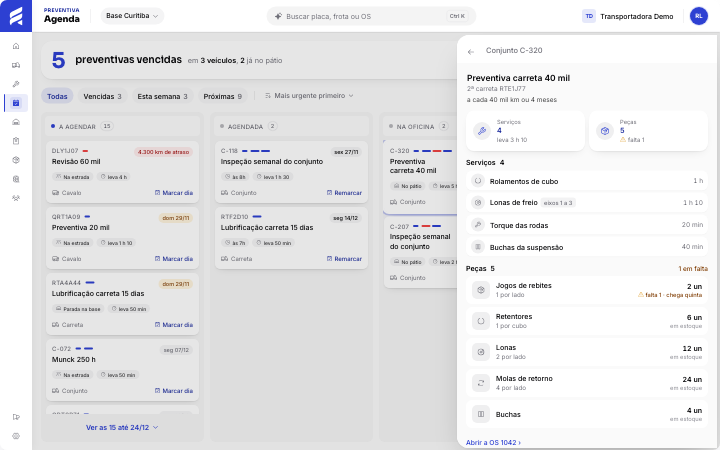 PREVENTIVA
Agenda
Base Curitiba
Buscar placa, frota ou OS
Ctrl K
TD
Transportadora Demo
RL
5 preventivas vencidas
em 3 veículos, 2 já no pátio
Todas
Vencidas 3
Esta semana 3
Próximas 9
Mais urgente primeiro
A AGENDAR 15
DLY1J07
4.300 km de atraso
Revisão 60 mil
Na estrada
leva 4 h
Cavalo
Marcar dia
QRT1A09
dom 29/11
Preventiva 20 mil
Na estrada
leva 1 h 10
Cavalo
Marcar dia
RTA4A44
dom 29/11
Lubrificação carreta 15 dias
Parada na base
leva 50 min
Carreta
Marcar dia
C-072
seg 07/12
Munck 250 h
Na estrada
leva 50 min
Conjunto
Marcar dia
Ver as 15 até 24/12
AGENDADA 2
C-118
sex 27/11
Inspeção semanal do conjunto
às 8h
leva 1 h 30
Conjunto
Remarcar
RTF2D10
seg 14/12
Lubrificação carreta 15 dias
às 7h
leva 50 min
Carreta
Remarcar
NA OFICINA 2
C-320
Preventiva
carreta 40 mil
No pátio
leva 5 h
Conjunto
C-207
Inspeção semanal
do conjunto
No pátio
leva 2
Conjunto
Conjunto C-320
Preventiva carreta 40 mil
2ª carreta RTE1J77
a cada 40 mil km ou 4 meses
Serviços
4
leva 3 h 10
Peças
5
falta 1
Serviços 4
Rolamentos de cubo
1 h
Lonas de freio eixos 1 a 3
1 h 10
Torque das rodas
20 min
Buchas da suspensão
40 min
Peças 5
1 em falta
Jogos de rebites
1 por lado
2 un
falta 1 · chega quinta
Retentores
1 por cubo
6 un
em estoque
Lonas
2 por lado
12 un
em estoque
Molas de retorno
4 por lado
24 un
em estoque
Buchas
4 un
em estoque
Abrir a OS 1042 ›